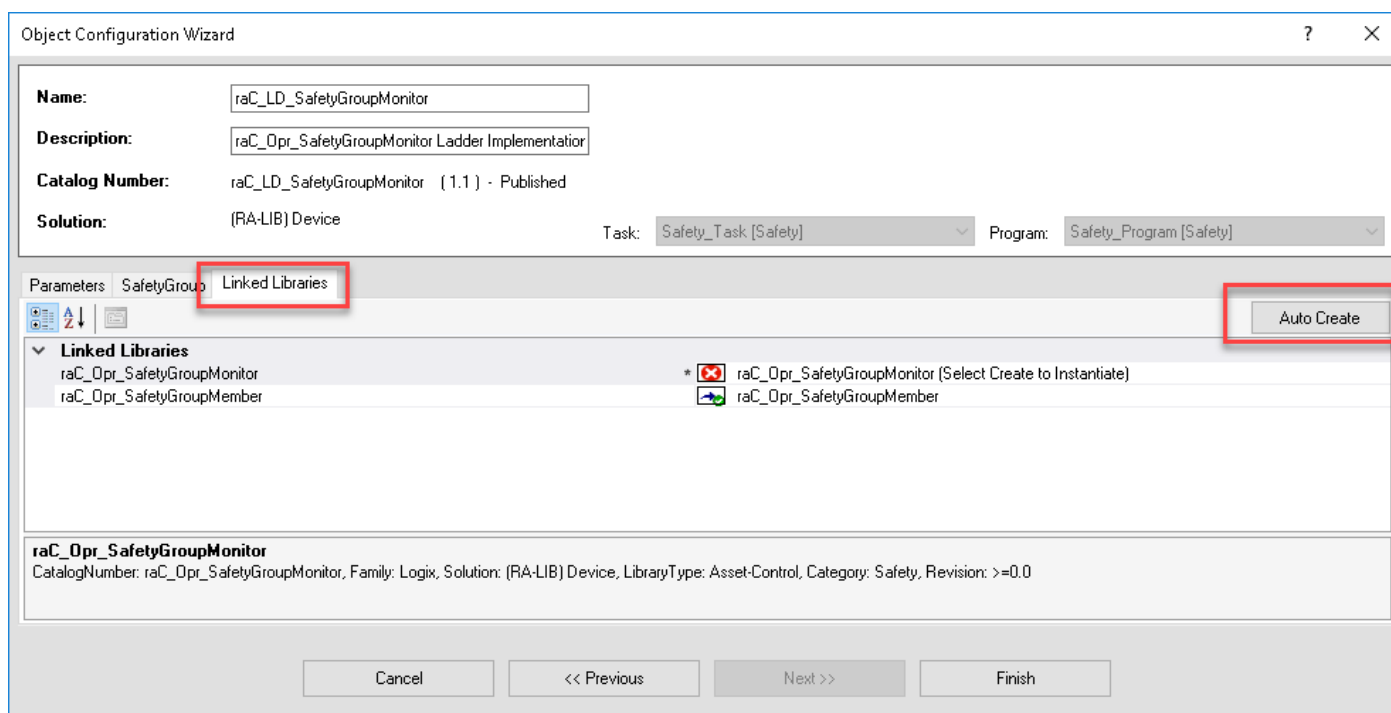 Object Configuration Wizard ?
Name: raC_LD_SafetyGroupMonitor
Description: raC_Opr_SafetyGroupMonitor Ladder Implementation
Catalog Number: raC_LD_SafetyGroupMonitor ( 1.1 ) - Published
Solution: (RA-LIB) Device
Task: Safety_Task [Safety] Program: Safety_Program [Safety]
Parameters SafetyGroup Linked Libraries
Auto Create
Linked Libraries
raC_Opr_SafetyGroupMonitor * raC_Opr_SafetyGroupMonitor (Select Create to Instantiate)
raC_Opr_SafetyGroupMember raC_Opr_SafetyGroupMember
raC_Opr_SafetyGroupMonitor
CatalogNumber: raC_Opr_SafetyGroupMonitor, Family: Logix, Solution: (RA-LIB) Device, LibraryType: Asset-Control, Category: Safety, Revision: >=0.0
Cancel << Previous Next >> Finish